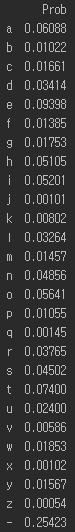 Prob
a 0.06088
b 0.01022
c 0.01661
d 0.03414
e 0.09398
f 0.01385
g 0.01753
h 0.05105
i 0.05201
j 0.00101
k 0.00802
l 0.03264
m 0.01457
n 0.04856
o 0.05641
p 0.01055
q 0.00145
r 0.03765
s 0.04502
t 0.07400
u 0.02400
v 0.00586
w 0.01853
x 0.00102
y 0.01567
z 0.00054
- 0.25423